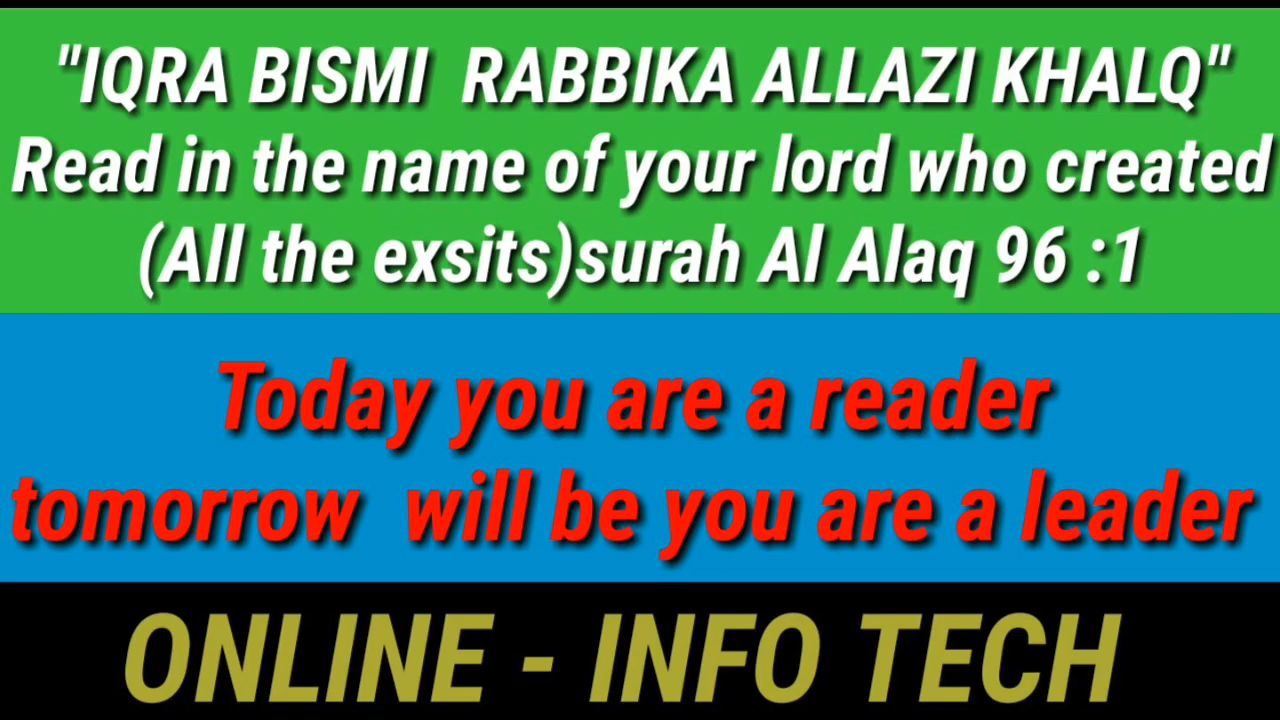 "IQRA BISMI RABBIKA ALLAZI KHALQ"
Read in the name of your lord who created
(All the exsits)surah Al Alaq 96 :1
Today you are a reader
tomorrow will be you are a leader
ONLINE - INFO TECH